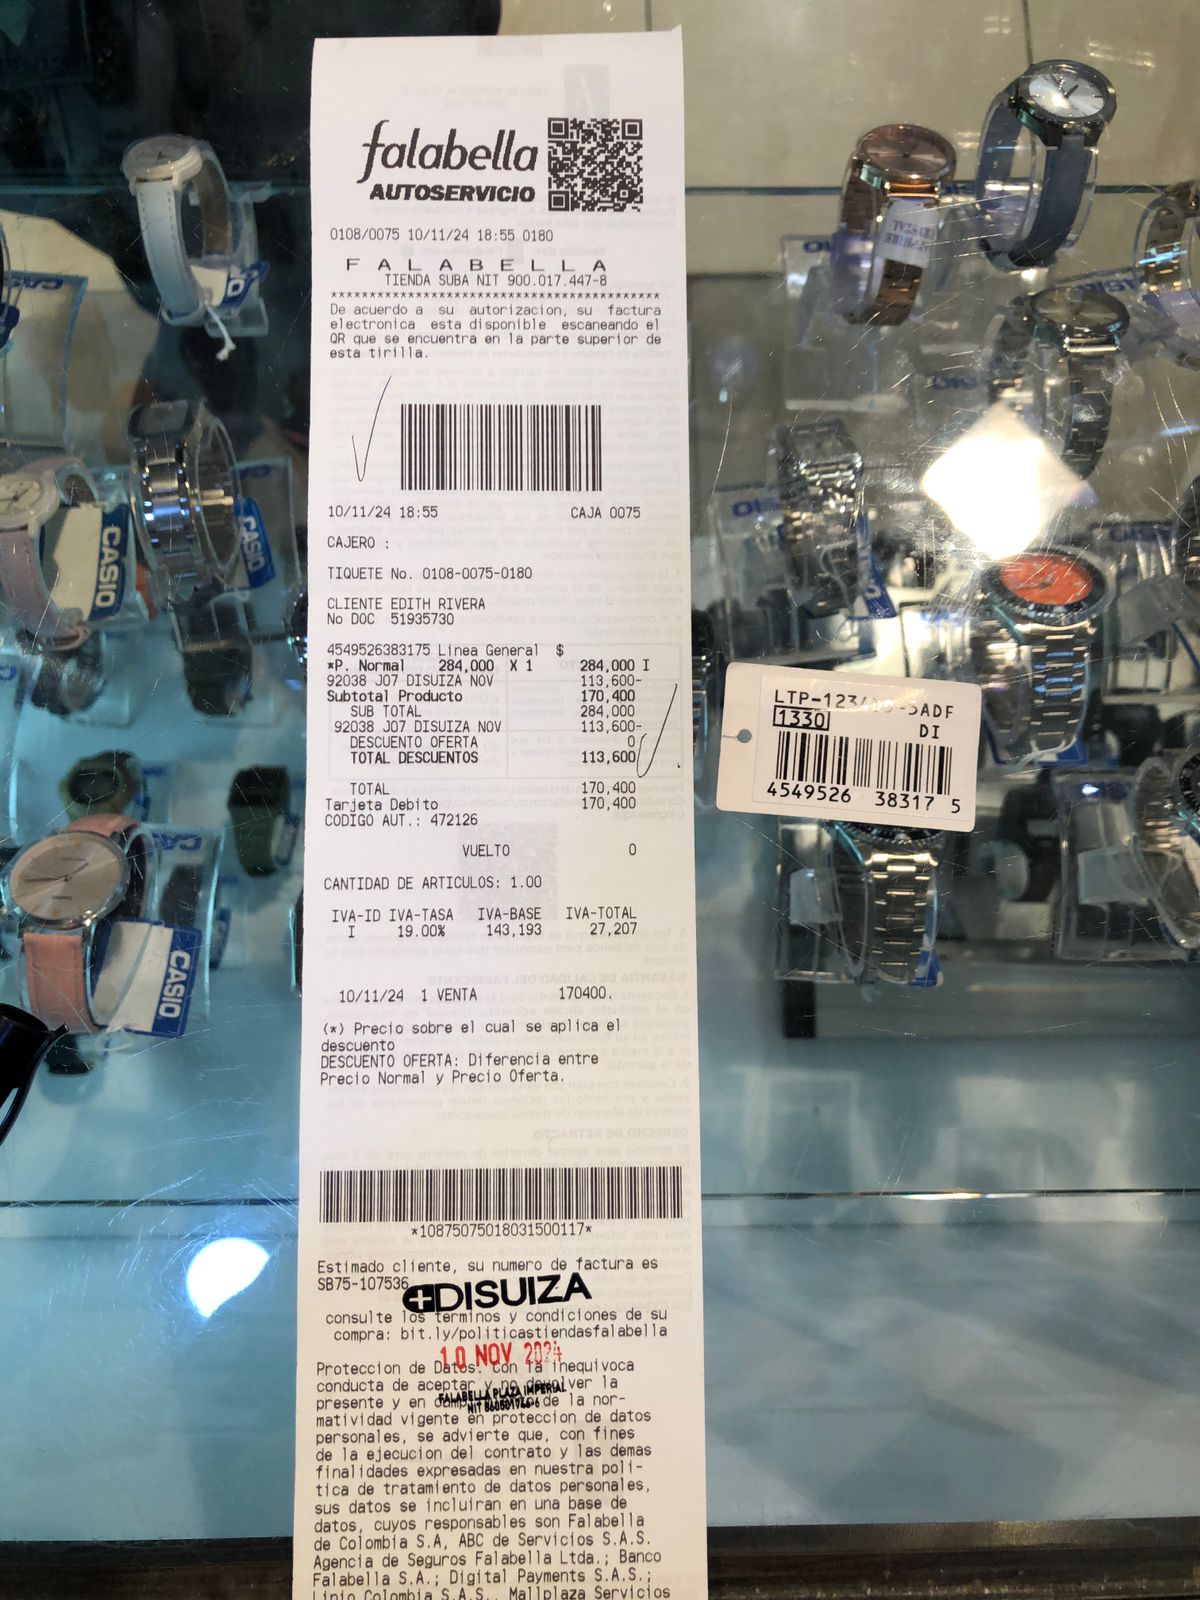 falabella
AUTOSERVICIO
0108/0075 10/11/24 18:55 0180
F A L A B E L L A
TIENDA SUBA NIT 900.017.447-8
****************************************************
De acuerdo a su autorizacion, su factura
electronica esta disponible escaneando el
QR que se encuentra en la parte superior de
esta tirilla.
10/11/24 18:55 CAJA 0075
CAJERO :
TIQUETE No. 0108-0075-0180
CLIENTE EDITH RIVERA
No DOC 51935730
4549526383175 Linea General $
*P. Normal 284,000 X 1 284,000 I
92038 J07 DISUIZA NOV 113,600-
Subtotal Producto 170,400
SUB TOTAL 284,000
92038 J07 DISUIZA NOV 113,600-
DESCUENTO OFERTA 0
TOTAL DESCUENTOS 113,600
TOTAL 170,400
Tarjeta Debito 170,400
CODIGO AUT.: 472126
VUELTO 0
CANTIDAD DE ARTICULOS: 1.00
IVA-ID IVA-TASA IVA-BASE IVA-TOTAL
I 19.00% 143,193 27,207
10/11/24 1 VENTA 170400.
(*) Precio sobre el cual se aplica el
descuento
DESCUENTO OFERTA: Diferencia entre
Precio Normal y Precio Oferta.
*10875075018031500117*
Estimado cliente, su numero de factura es
SB75-107536
DISUIZA
consulte los terminos y condiciones de su
compra: bit.ly/politicastiendasfalabella
10 NOV 2024
Proteccion de Datos: Con la inequivoca
conducta de aceptar y no devolver la
FALABELLA PLAZA IMPERIAL
presente y en de la nor-
NIT
matividad vigente en proteccion de datos
personales, se advierte que, con fines
de la ejecucion del contrato y las demas
finalidades expresadas en nuestra poli-
tica de tratamiento de datos personales,
sus datos se incluiran en una base de
datos, cuyos responsables son Falabella
de Colombia S.A, ABC de Servicios S.A.S.
Agencia de Seguros Falabella Ltda.; Banco
Falabella S.A.; Digital Payments S.A.S.;
Linio Colombia S.A.S., Mallplaza Servicios
DI
1330
4549526 38317 5
CASIO
CASIO
CASIO